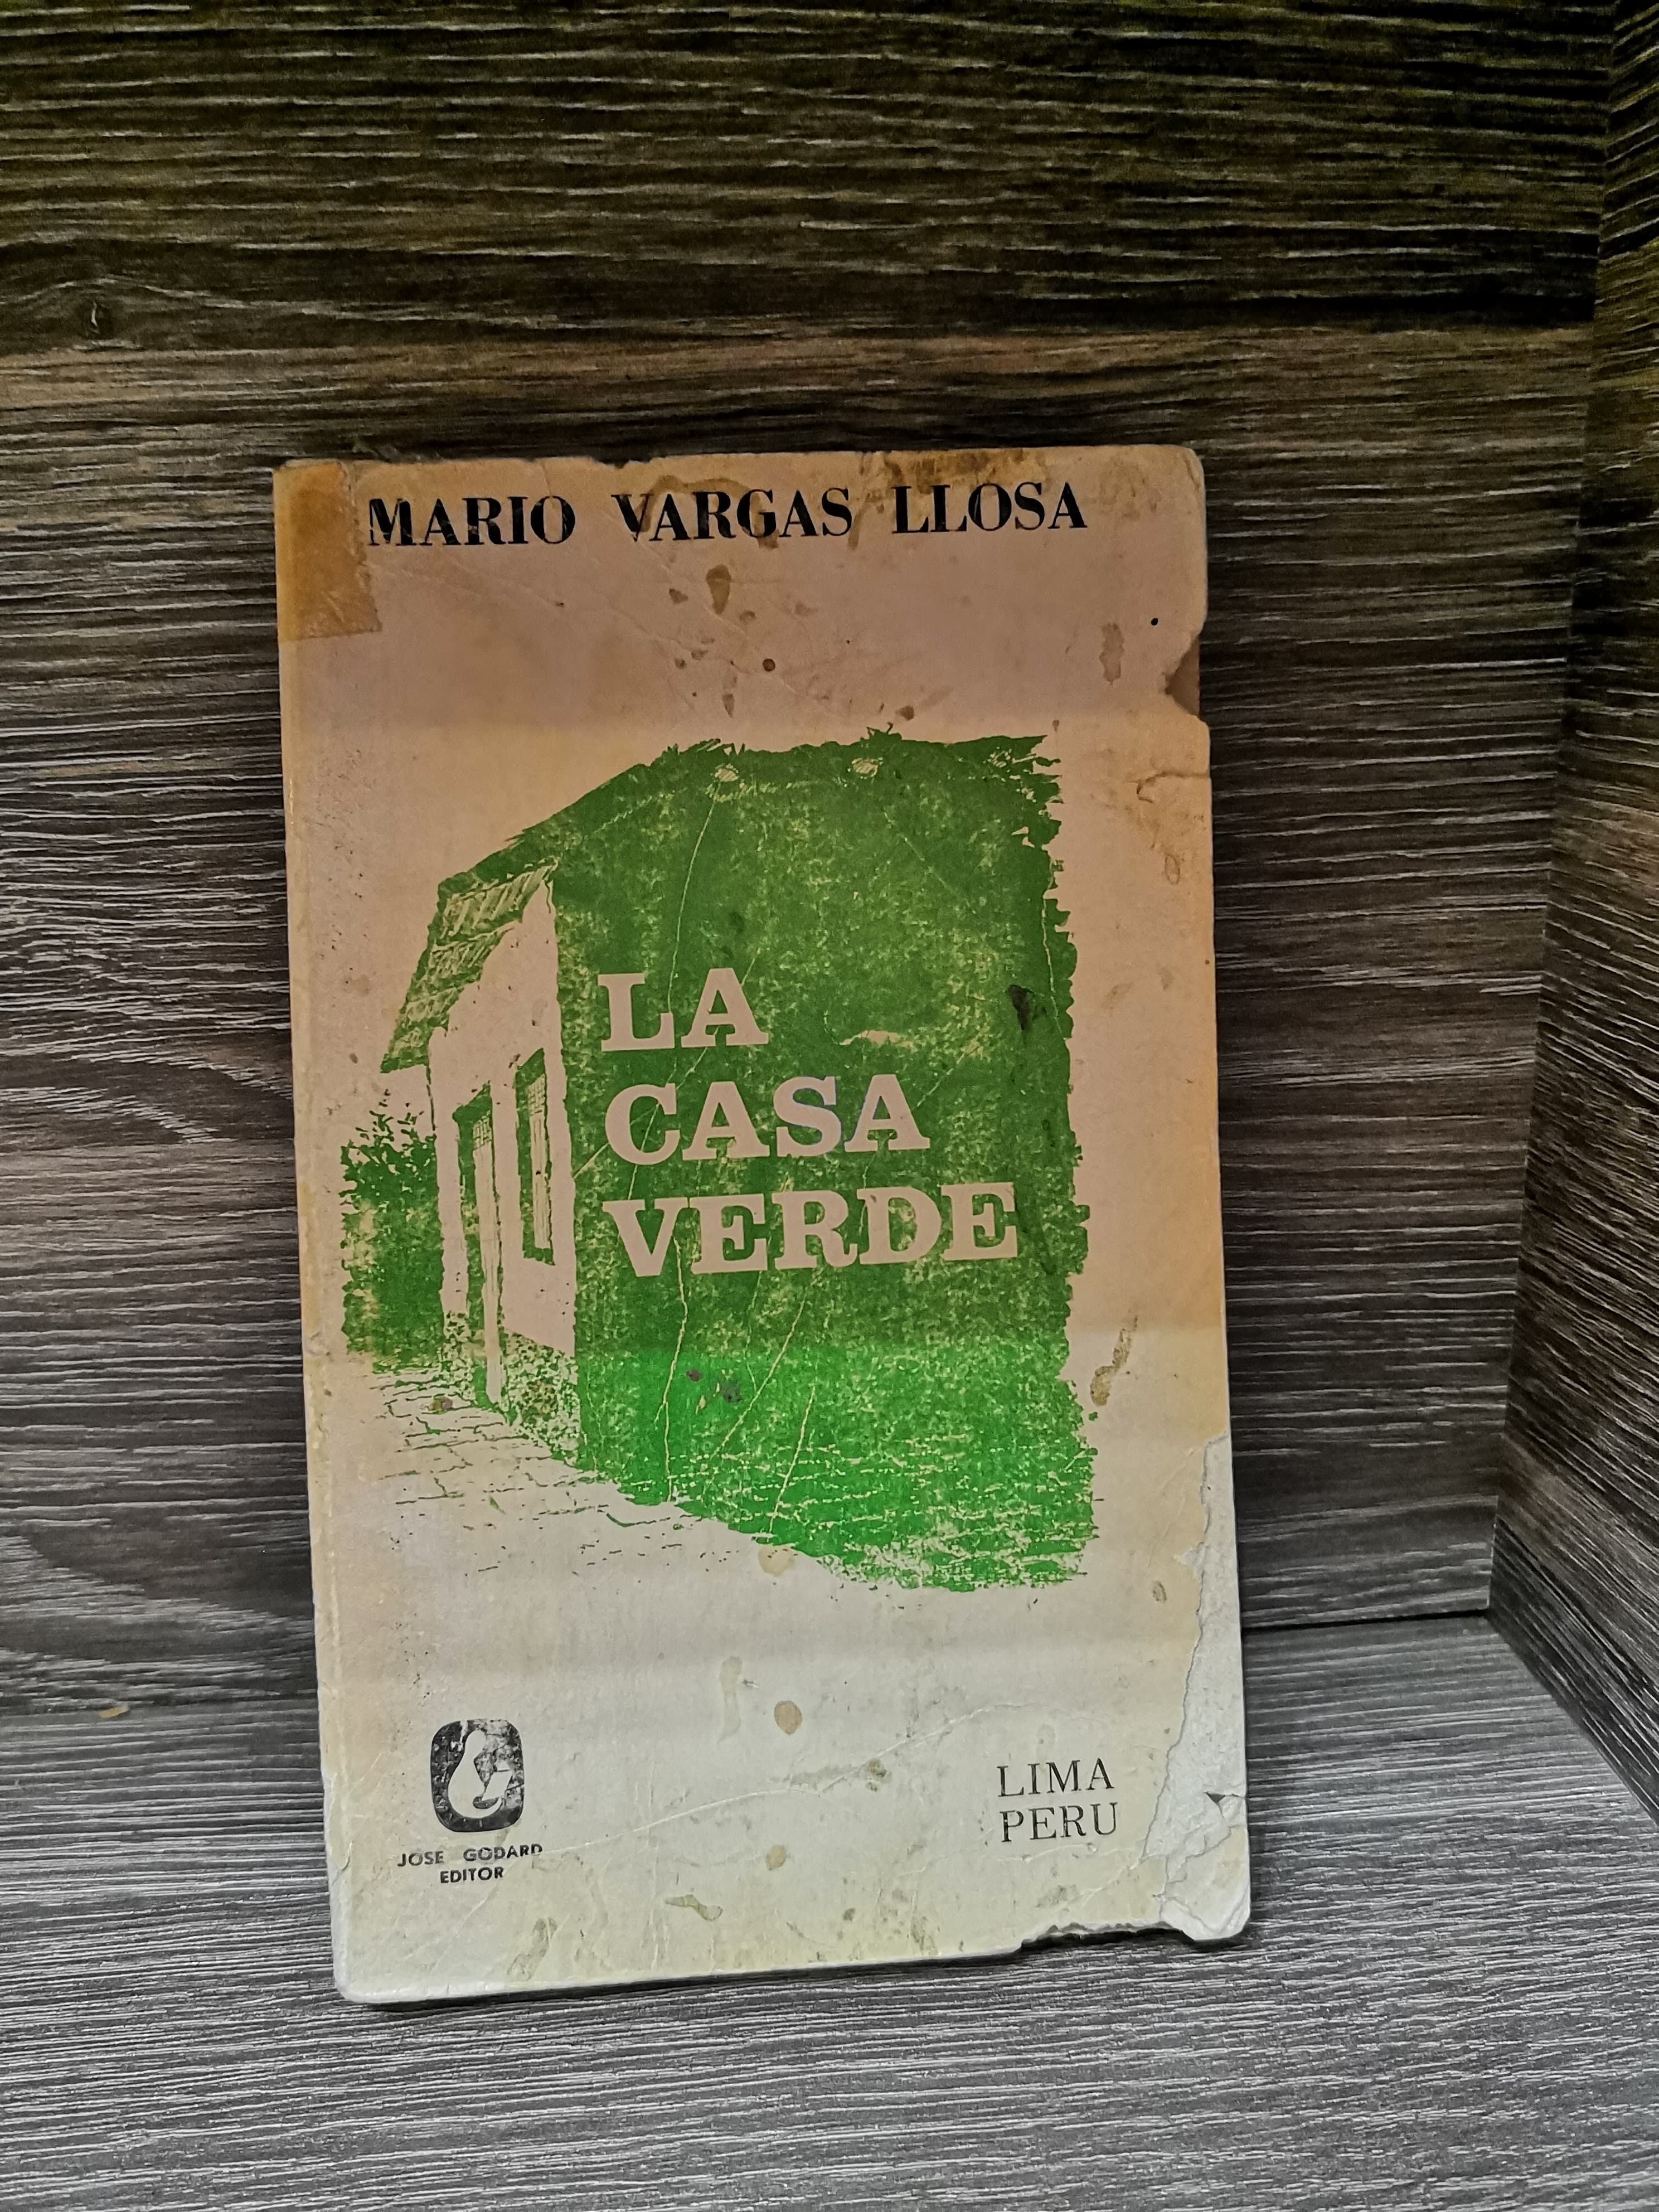 MARIO VARGAS LLOSA
LA
CASA
VERDE
JOSE GODARD
EDITOR
LIMA
PERU